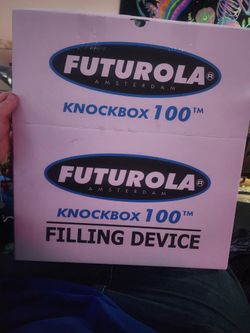 FUTUROLA®
AMSTERDAM
KNOCKBOX 100™
FUTUROLA®
AMSTERDAM
KNOCKBOX 100™
FILLING DEVICE